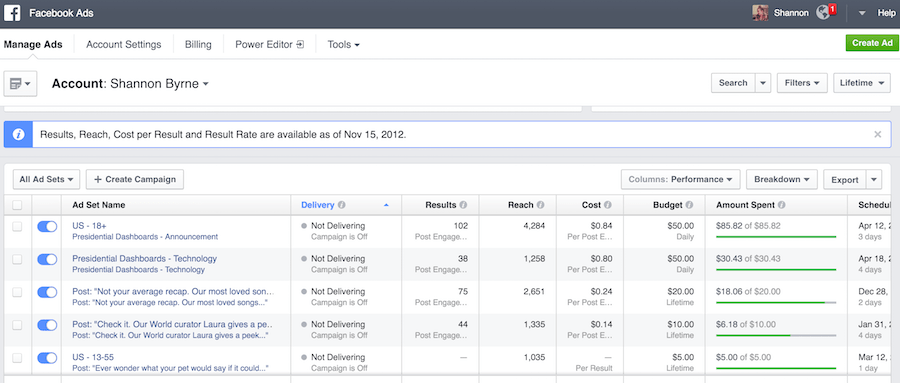 f Facebook Ads Shannon 1 Help
Manage Ads Account Settings Billing Power Editor Tools Create Ad
Account: Shannon Byrne Search Filters Lifetime
i Results, Reach, Cost per Result and Result Rate are available as of Nov 15, 2012. ×
All Ad Sets + Create Campaign Columns: Performance Breakdown Export
Ad Set Name Delivery i Results i Reach i Cost i Budget i Amount Spent i Schedul
US - 18+ Not Delivering 102 4,284 $0.84 $50.00 $85.82 of $85.82 Apr 12, 2
Presidential Dashboards - Announcement Campaign is Off Post Engage... Per Post E... Daily 3 days
Presidential Dashboards - Technology Not Delivering 38 1,258 $0.80 $50.00 $30.43 of $30.43 Apr 18, 2
Presidential Dashboards - Technology Campaign is Off Post Engage... Per Post E... Daily 4 days
Post: "Not your average recap. Our most loved son... Not Delivering 75 2,651 $0.24 $20.00 $18.06 of $20.00 Dec 28,
Post: "Not your average recap. Our most loved songs..." Campaign is Off Post Engage... Per Post E... Lifetime 2 days
Post: "Check it. Our World curator Laura gives a pe... Not Delivering 44 1,335 $0.14 $10.00 $6.18 of $10.00 Jan 31, 2
Post: "Check it. Our World curator Laura gives a peek..." Campaign is Off Post Engage... Per Post E... Lifetime 4 days
US - 13-55 Not Delivering — 1,035 — $5.00 $5.00 of $5.00 Mar 12,
Post: "Ever wonder what your pet would say if it could..." Campaign is Off Per Result Lifetime 1 day